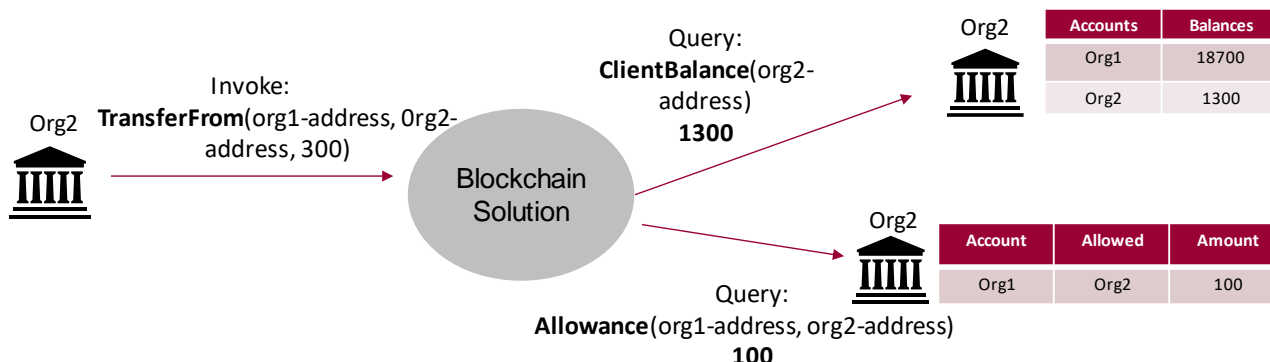 Org2
Invoke:
TransferFrom(org1-address, 0rg2-
address, 300)
Blockchain
Solution
Query:
ClientBalance(org2-
address)
1300
Org2
Accounts Balances
Org1 18700
Org2 1300
Org2
Account Allowed Amount
Org1 Org2 100
Query:
Allowance(org1-address, org2-address)
100